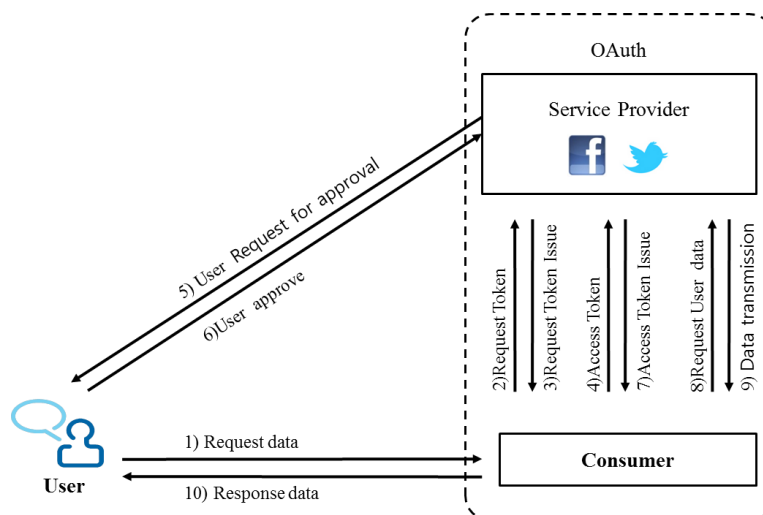 OAuth
Service Provider
f
5) User Request for approval
6)User approve
2)Request Token
3)Request Token Issue
4)Access Token
7)Access Token Issue
8)Request User data
9) Data transmission
1) Request data
10) Response data
User
Consumer